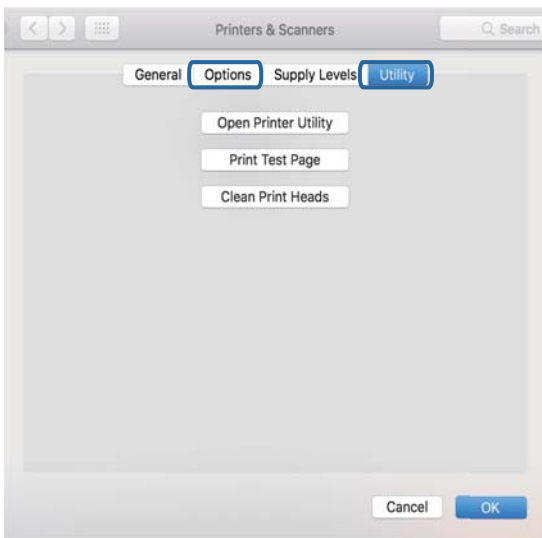 Printers & Scanners
Search
General Options Supply Levels Utility
Open Printer Utility
Print Test Page
Clean Print Heads
Cancel OK